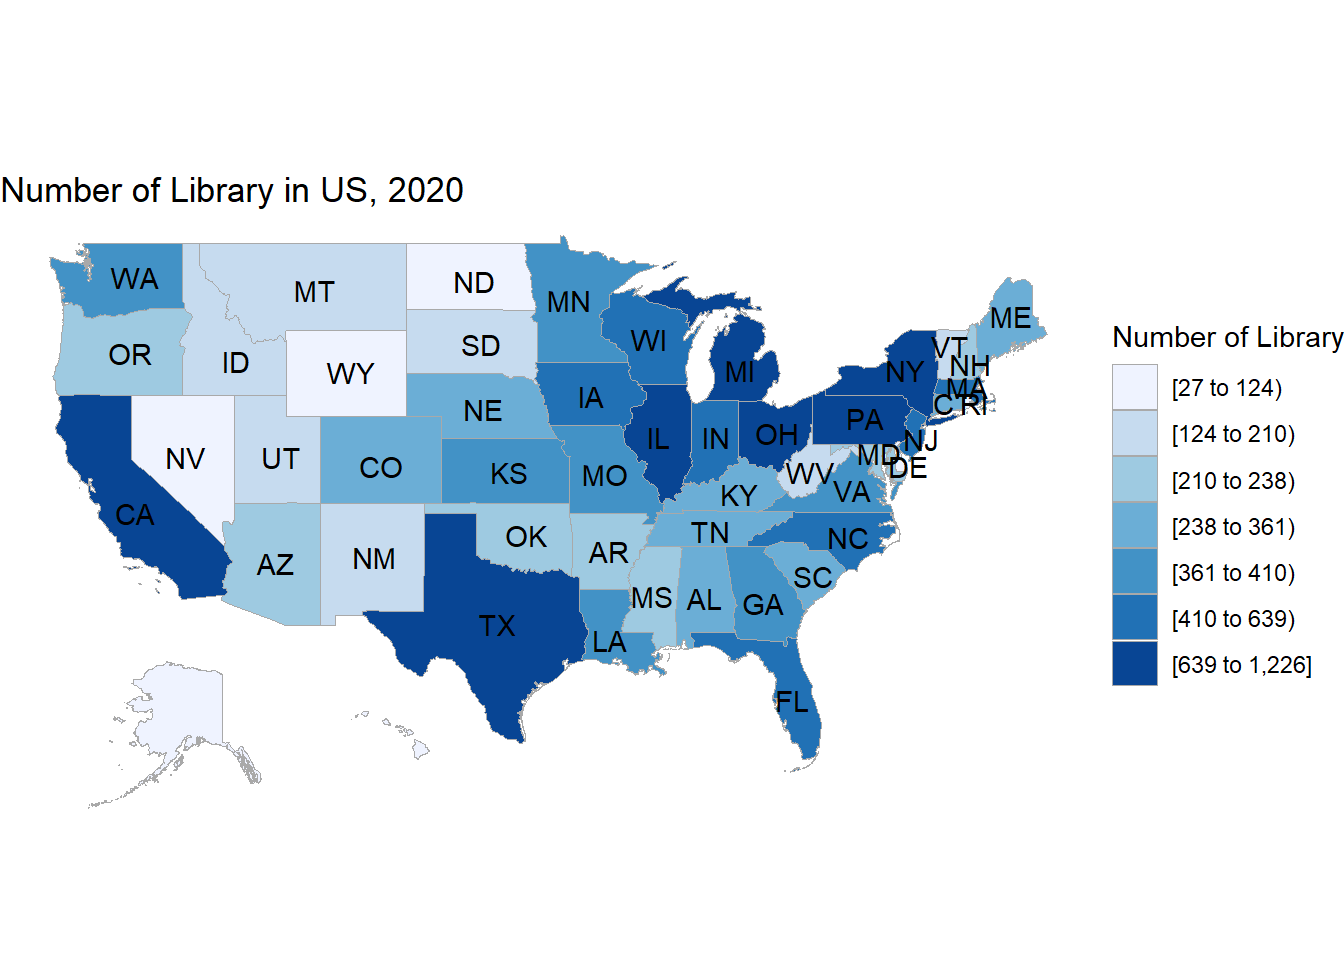 Number of Library in US, 2020
WA
MT
ND
MN
ME
OR
ID
SD
WI
VT
NH
WY
MI
NY
MA
NE
IA
CT
RI
NV
UT
CO
KS
MO
IL
IN
OH
PA
NJ
MD
DE
WV
VA
KY
CA
AZ
NM
OK
AR
TN
NC
SC
MS
AL
GA
TX
LA
FL
Number of Library
[27 to 124)
[124 to 210)
[210 to 238)
[238 to 361)
[361 to 410)
[410 to 639)
[639 to 1,226]